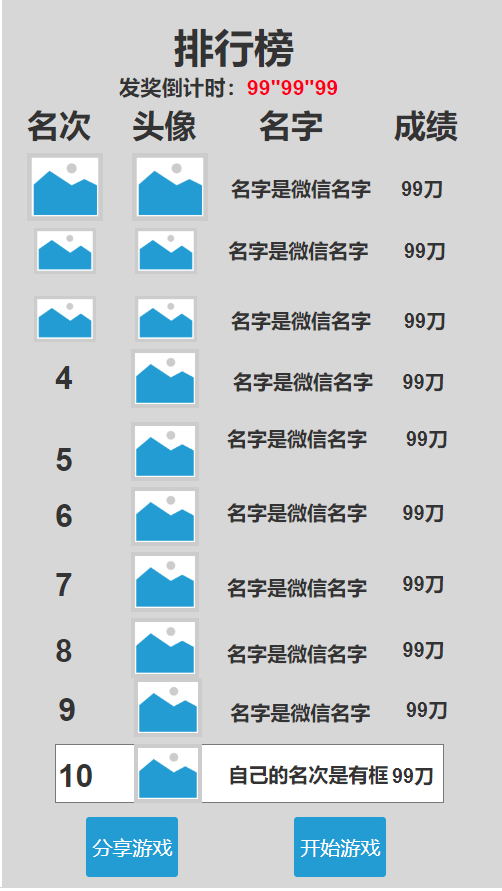 排行榜
发奖倒计时：99"99"99
名次 头像 名字 成绩
名字是微信名字 99刀
名字是微信名字 99刀
名字是微信名字 99刀
4 名字是微信名字 99刀
5 名字是微信名字 99刀
6 名字是微信名字 99刀
7 名字是微信名字 99刀
8 名字是微信名字 99刀
9 名字是微信名字 99刀
10 自己的名次是有框 99刀
分享游戏 开始游戏